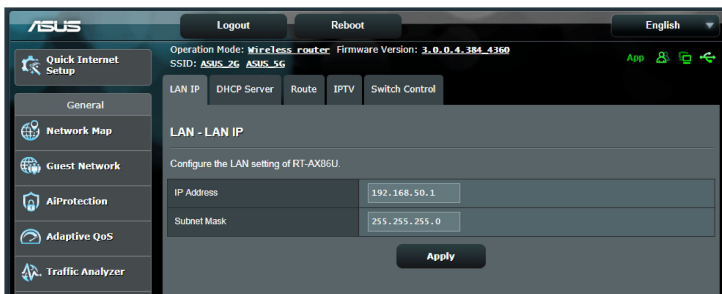 ASUS
Logout Reboot English
Operation Mode: Wireless router Firmware Version: 3.0.0.4.384_4360
SSID: ASUS_2G ASUS_5G
App
Quick Internet
Setup
General
Network Map
Guest Network
AiProtection
Adaptive QoS
Traffic Analyzer
LAN IP DHCP Server Route IPTV Switch Control
LAN - LAN IP
Configure the LAN setting of RT-AX86U.
IP Address 192.168.50.1
Subnet Mask 255.255.255.0
Apply